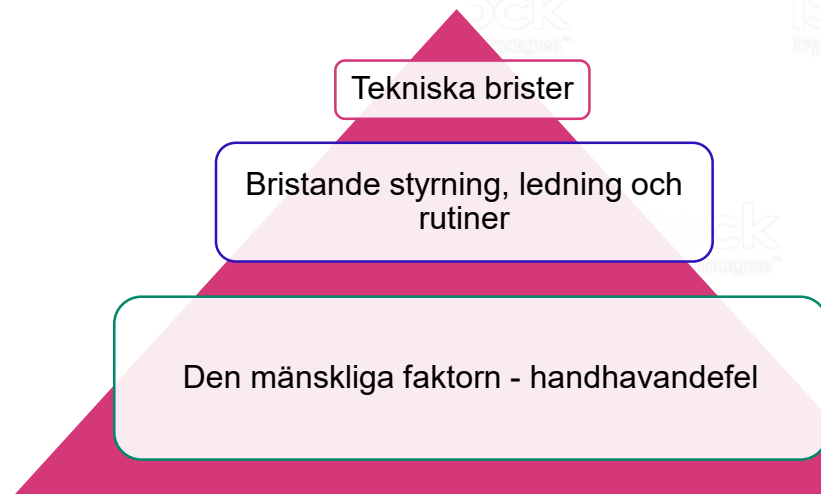 Tekniska brister
Bristande styrning, ledning och
rutiner
Den mänskliga faktorn - handhavandefel